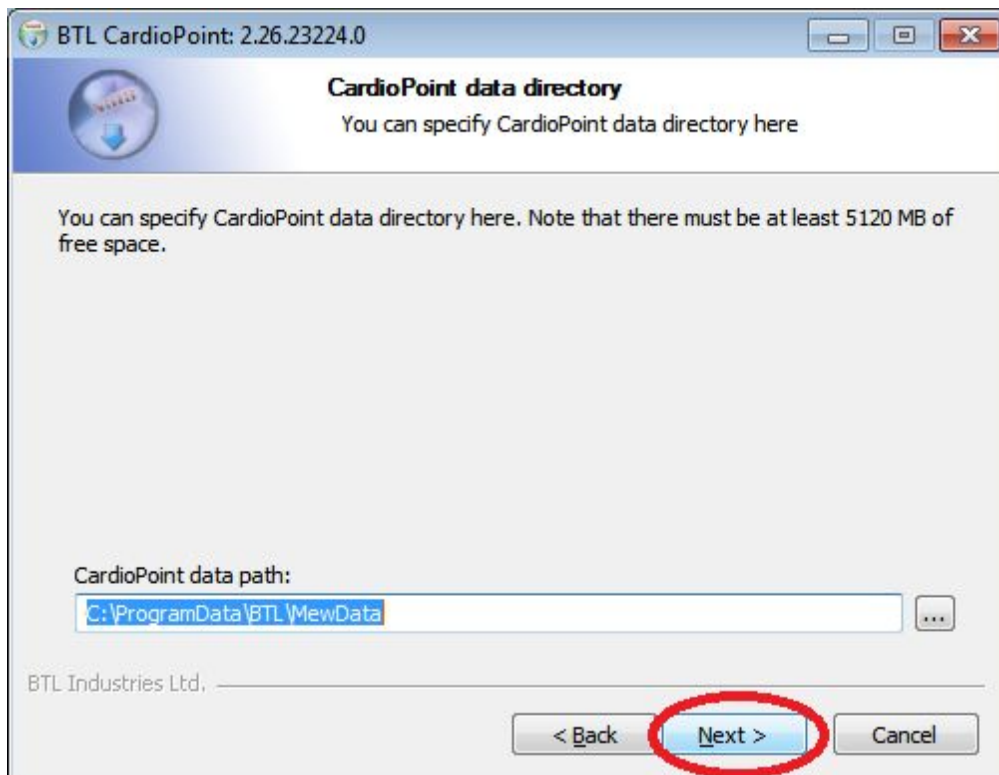 BTL CardioPoint: 2.26.23224.0
CardioPoint data directory
You can specify CardioPoint data directory here
You can specify CardioPoint data directory here. Note that there must be at least 5120 MB of
free space.
CardioPoint data path:
C:\ProgramData\BTL\MewData
...
BTL Industries Ltd.
< Back Next > Cancel